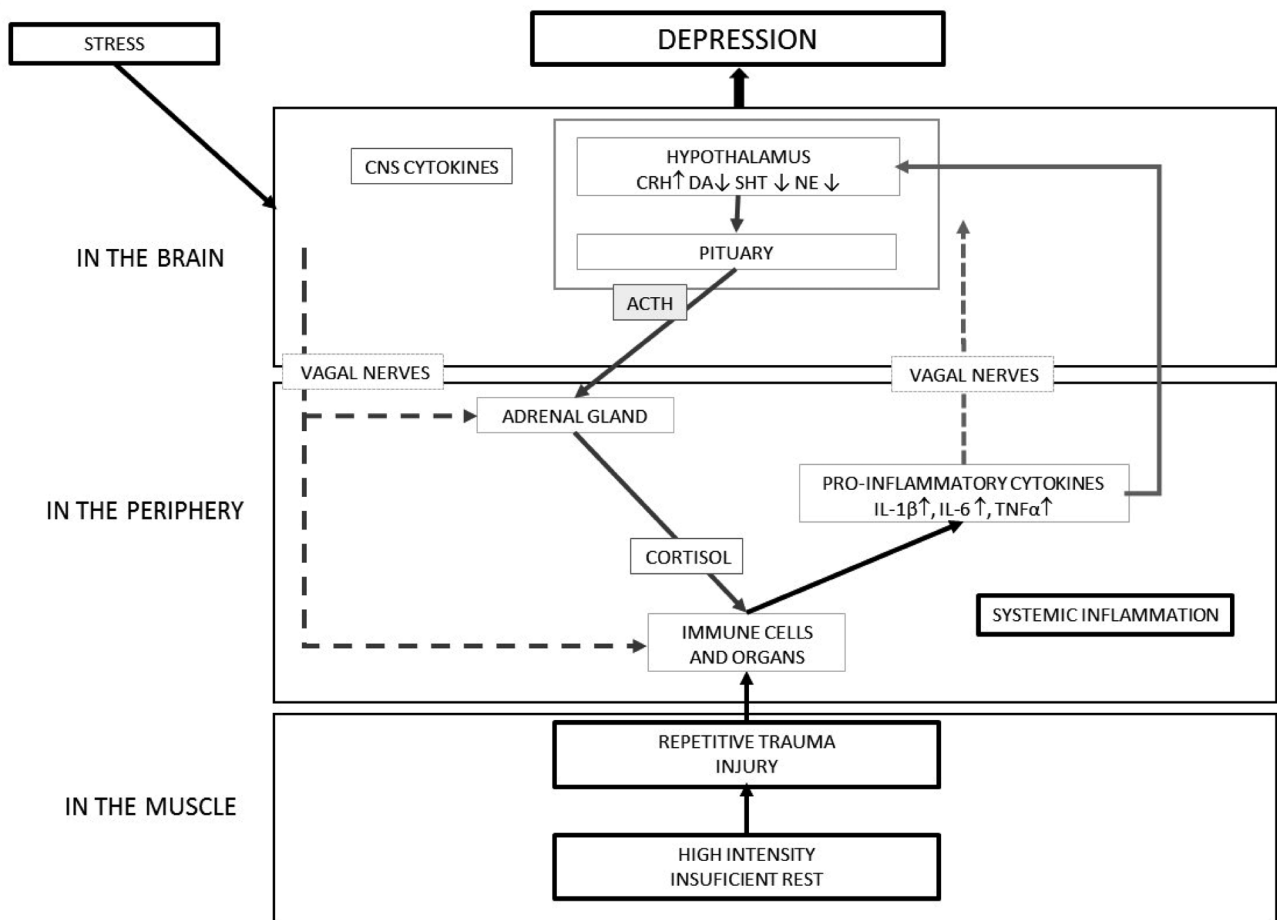 STRESS
DEPRESSION
CNS CYTOKINES
HYPOTHALAMUS
CRH↑ DA↓ SHT ↓ NE ↓
IN THE BRAIN
PITUARY
ACTH
VAGAL NERVES
VAGAL NERVES
ADRENAL GLAND
IN THE PERIPHERY
PRO-INFLAMMATORY CYTOKINES
IL-1β↑, IL-6↑, TNFα↑
CORTISOL
SYSTEMIC INFLAMMATION
IMMUNE CELLS
AND ORGANS
IN THE MUSCLE
REPETITIVE TRAUMA
INJURY
HIGH INTENSITY
INSUFICIENT REST